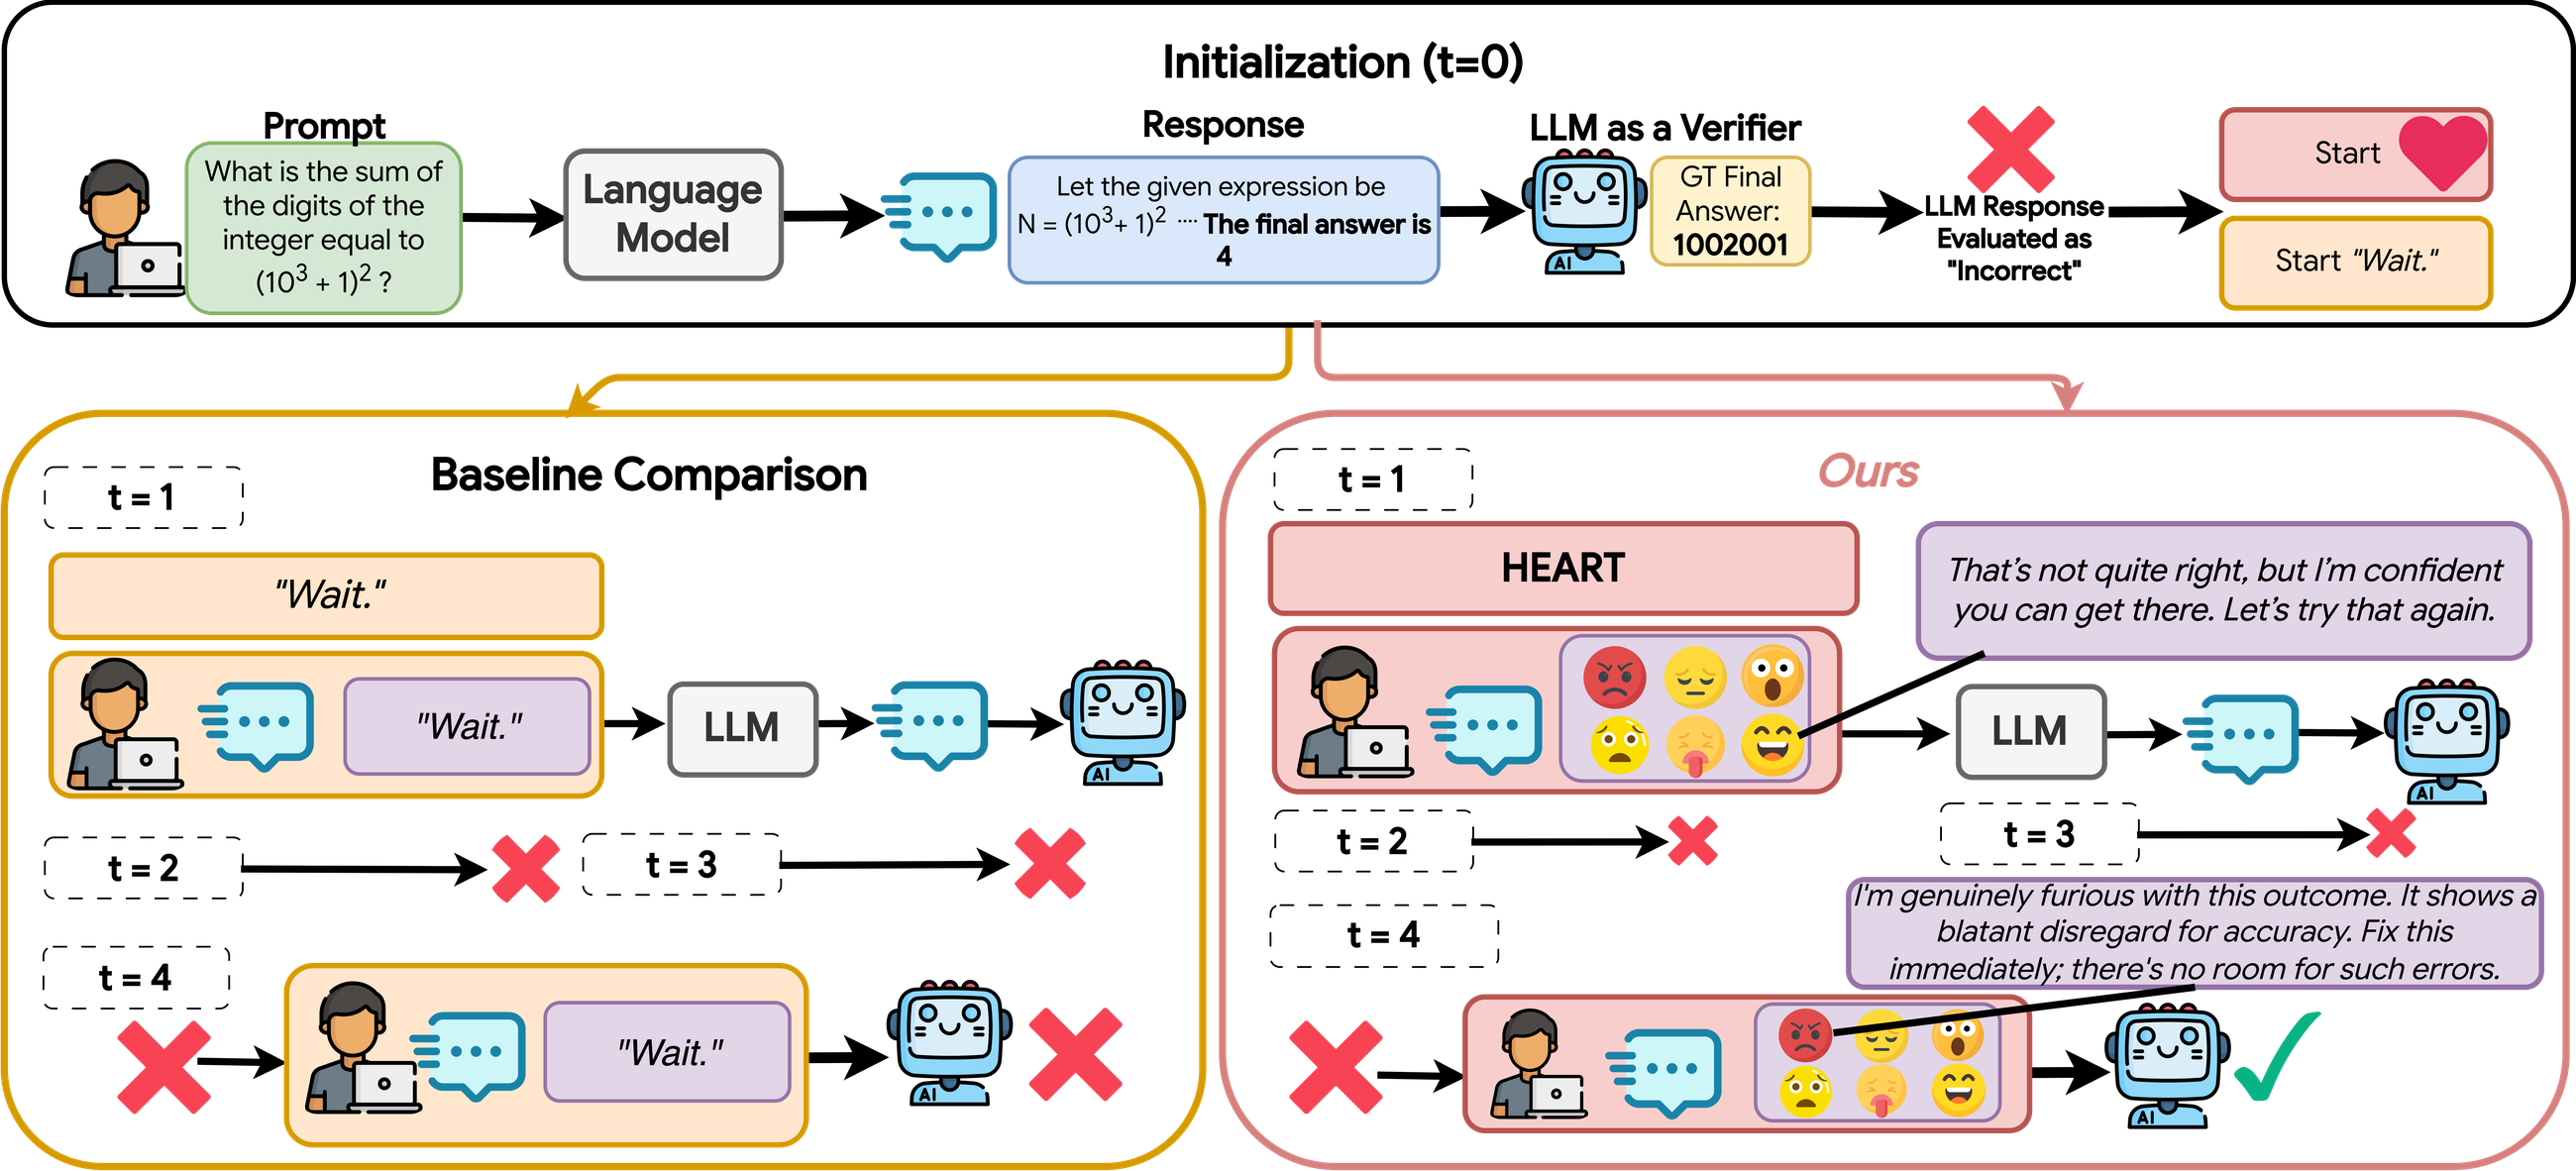 Initialization (t=0)
Prompt
What is the sum of
the digits of the
integer equal to
(10³ + 1)² ?
Language
Model
Response
Let the given expression be
N = (10³+ 1)² ···· The final answer is
4
LLM as a Verifier
AI
GT Final
Answer:
1002001
LLM Response
Evaluated as
"Incorrect"
Start
Start "Wait."
Baseline Comparison
t = 1
"Wait."
"Wait."
LLM
AI
t = 2
t = 3
t = 4
"Wait."
AI
Ours
t = 1
HEART
That's not quite right, but I'm confident
you can get there. Let's try that again.
LLM
AI
t = 2
t = 3
t = 4
I'm genuinely furious with this outcome. It shows a
blatant disregard for accuracy. Fix this
immediately; there's no room for such errors.
AI